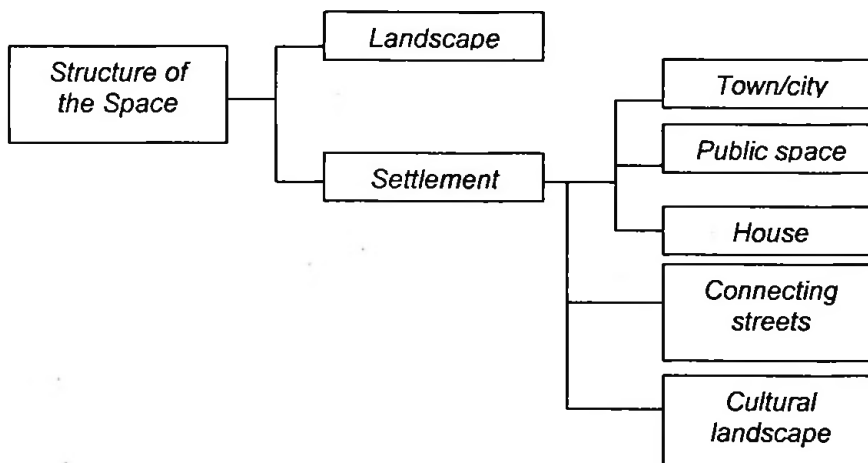 Structure of
the Space
Landscape
Settlement
Town/city
Public space
House
Connecting
streets
Cultural
landscape